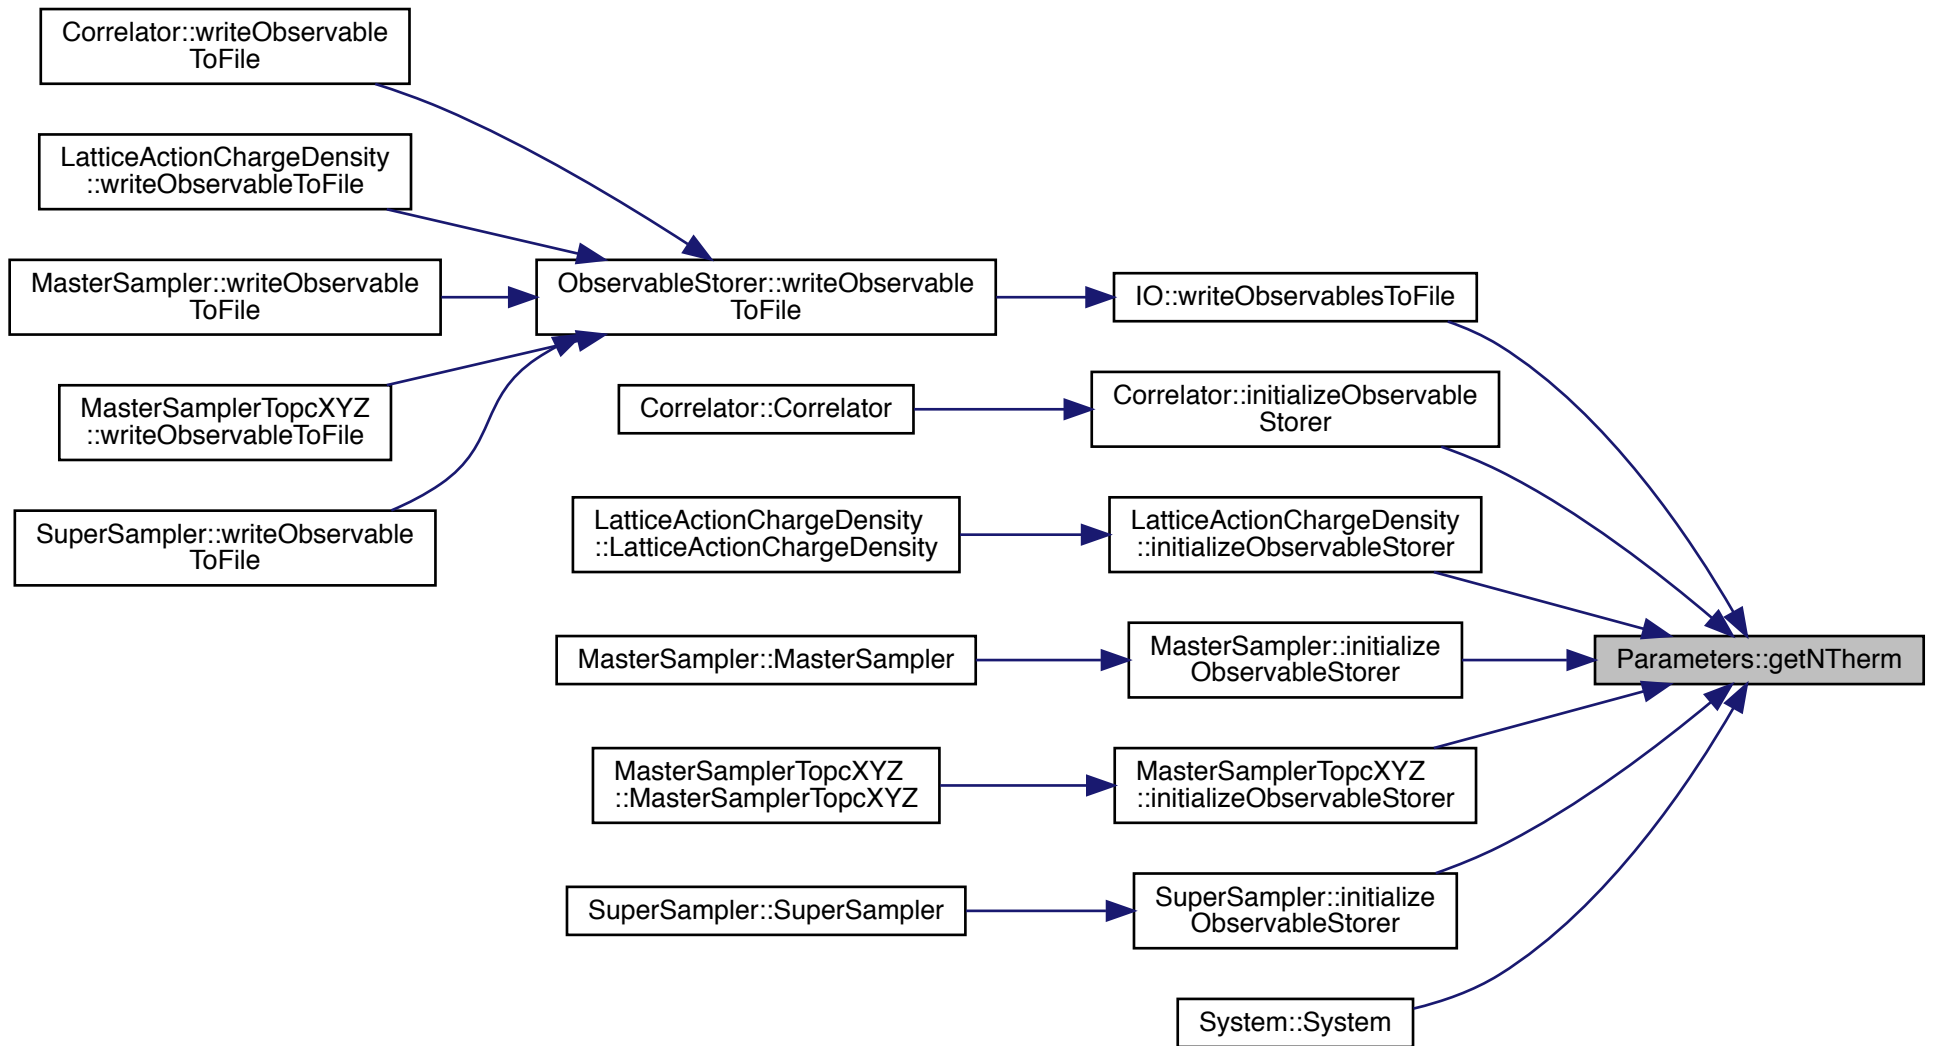 Correlator::writeObservable
ToFile
LatticeActionChargeDensity
::writeObservableToFile
MasterSampler::writeObservable
ToFile
MasterSamplerTopcXYZ
::writeObservableToFile
SuperSampler::writeObservable
ToFile
ObservableStorer::writeObservable
ToFile
Correlator::Correlator
LatticeActionChargeDensity
::LatticeActionChargeDensity
MasterSampler::MasterSampler
MasterSamplerTopcXYZ
::MasterSamplerTopcXYZ
SuperSampler::SuperSampler
IO::writeObservablesToFile
Correlator::initializeObservable
Storer
LatticeActionChargeDensity
::initializeObservableStorer
MasterSampler::initialize
ObservableStorer
MasterSamplerTopcXYZ
::initializeObservableStorer
SuperSampler::initialize
ObservableStorer
System::System
Parameters::getNTherm